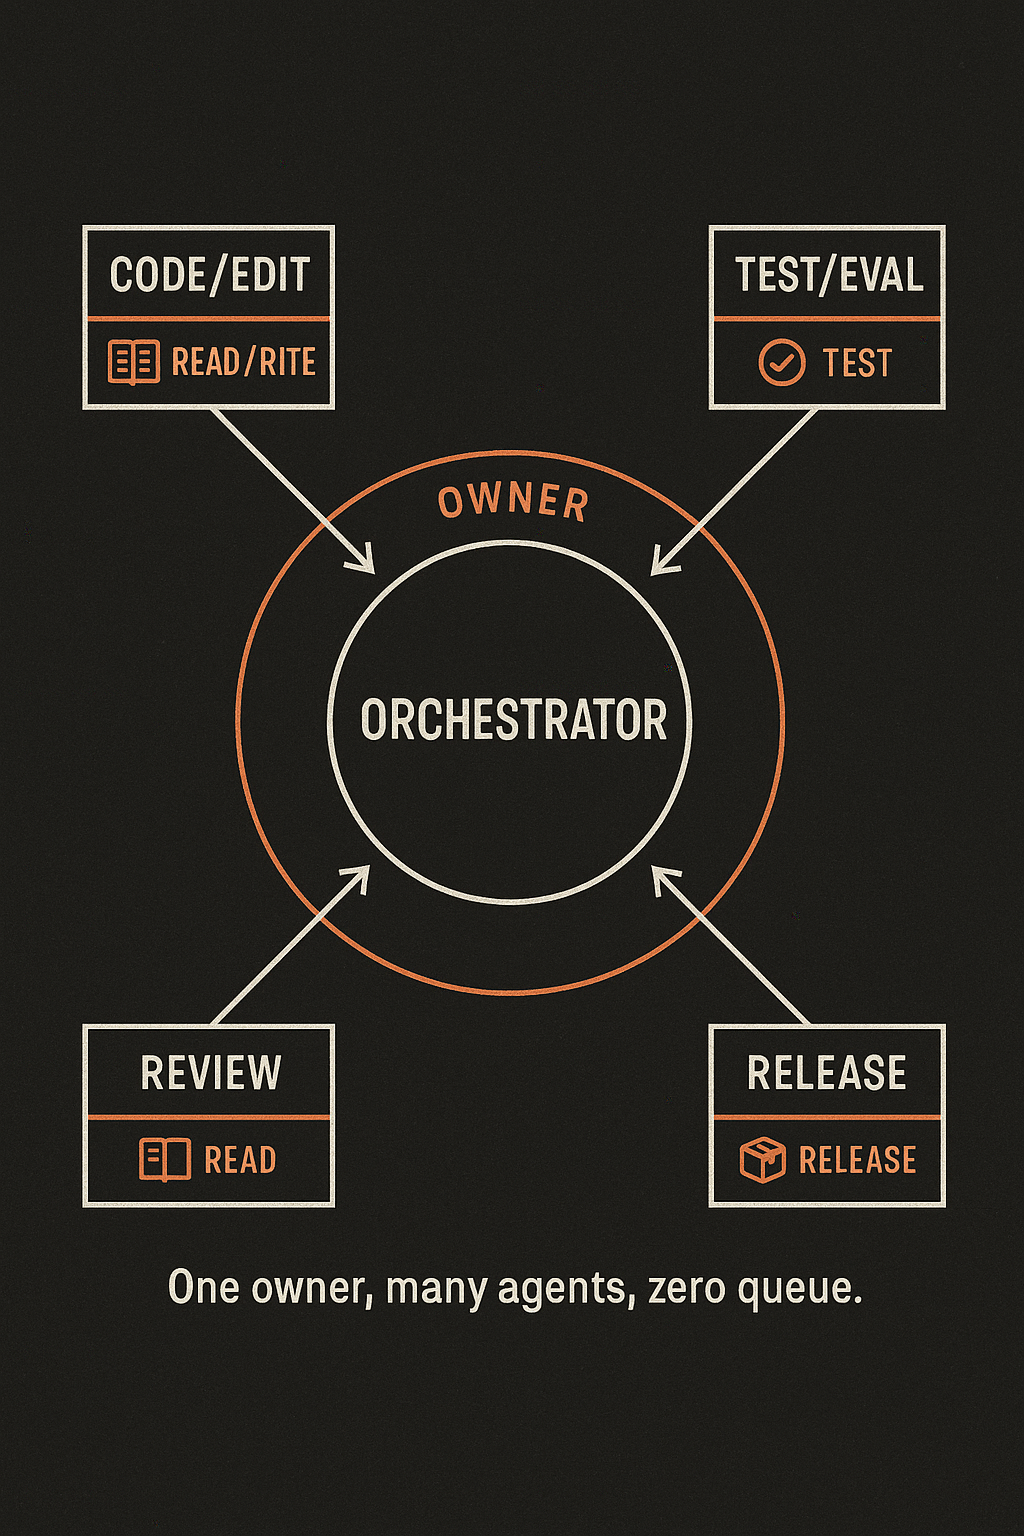 CODE/EDIT
READ/RITE
TEST/EVAL
TEST
OWNER
ORCHESTRATOR
REVIEW
READ
RELEASE
RELEASE
One owner, many agents, zero queue.